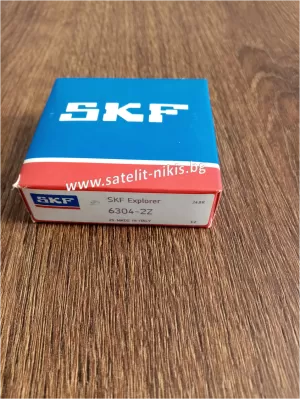 SKF
www.satelit-nikis.bg
SKF
SKF Explorer
6304-2Z